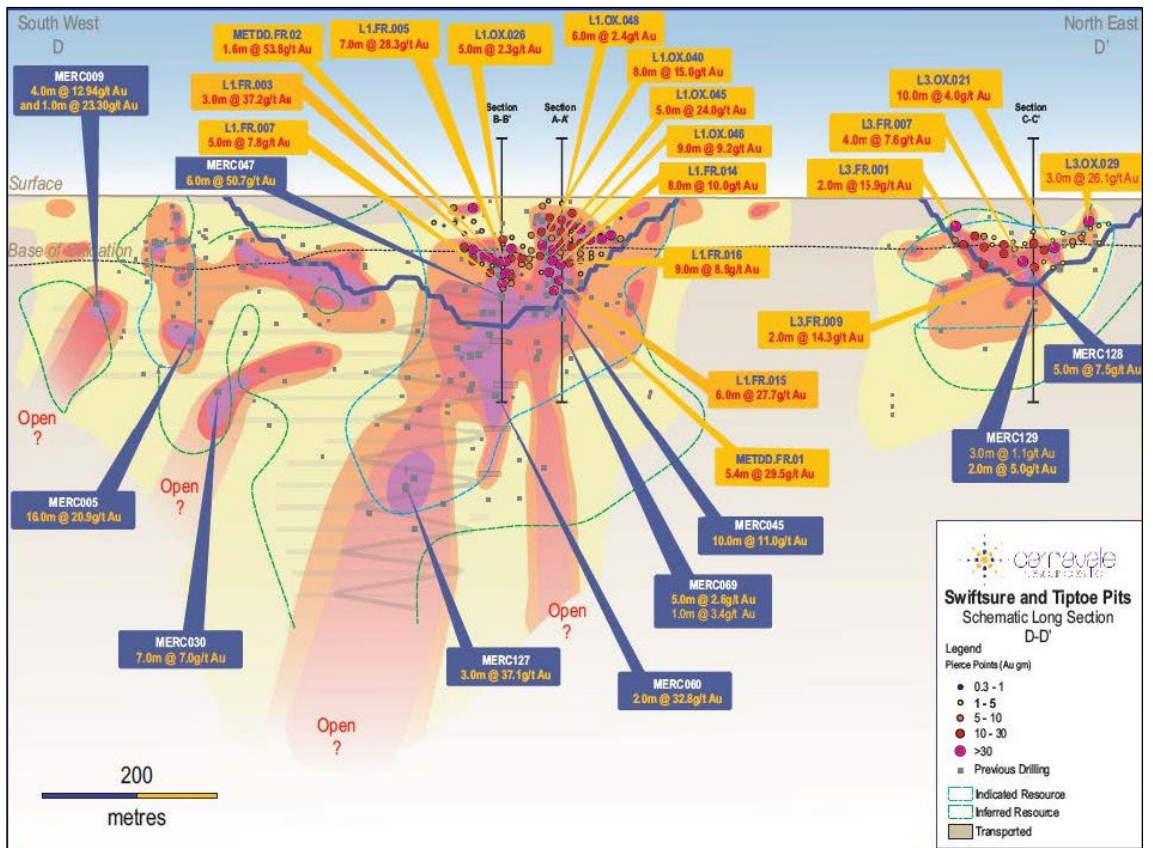 South West
D
North East
D'
METDD.FR.02
1.6m @ 53.8g/t Au
L1.FR.005
7.0m @ 28.3g/t Au
L1.OX.026
5.0m @ 2.3g/t Au
L1.OX.048
6.0m @ 2.4g/t Au
L1.OX.040
8.0m @ 15.0g/t Au
L1.OX.045
5.0m @ 24.0g/t Au
L1.OX.046
9.0m @ 9.2g/t Au
L1.FR.014
8.0m @ 10.0g/t Au
L3.OX.021
10.0m @ 4.0g/t Au
L3.FR.007
4.0m @ 7.6g/t Au
L3.OX.029
3.0m @ 26.1g/t Au
L3.FR.001
2.0m @ 15.9g/t Au
MERC009
4.0m @ 12.94g/t Au
and 1.0m @ 23.30g/t Au
L1.FR.003
3.0m @ 37.2g/t Au
L1.FR.007
5.0m @ 7.8g/t Au
MERC047
6.0m @ 50.7g/t Au
Section
B-B'
Section
A-A'
Section
C-C'
Surface
Base of Oxidation
L1.FR.016
9.0m @ 8.9g/t Au
L3.FR.009
2.0m @ 14.3g/t Au
MERC128
5.0m @ 7.5g/t Au
L1.FR.015
6.0m @ 27.7g/t Au
METDD.FR.01
5.4m @ 29.5g/t Au
MERC129
3.0m @ 1.1g/t Au
2.0m @ 5.0g/t Au
Open
?
MERC005
16.0m @ 20.9g/t Au
Open
?
MERC045
10.0m @ 11.0g/t Au
MERC069
5.0m @ 2.6g/t Au
1.0m @ 3.4g/t Au
Open
?
MERC030
7.0m @ 7.0g/t Au
MERC127
3.0m @ 37.1g/t Au
MERC060
2.0m @ 32.8g/t Au
Open
?
200
metres
Swiftsure and Tiptoe Pits
Schematic Long Section
D-D'
Legend
Pierce Points (Au gm)
0.3 - 1
1 - 5
5 - 10
10 - 30
>30
Previous Drilling
Indicated Resource
Inferred Resource
Transported